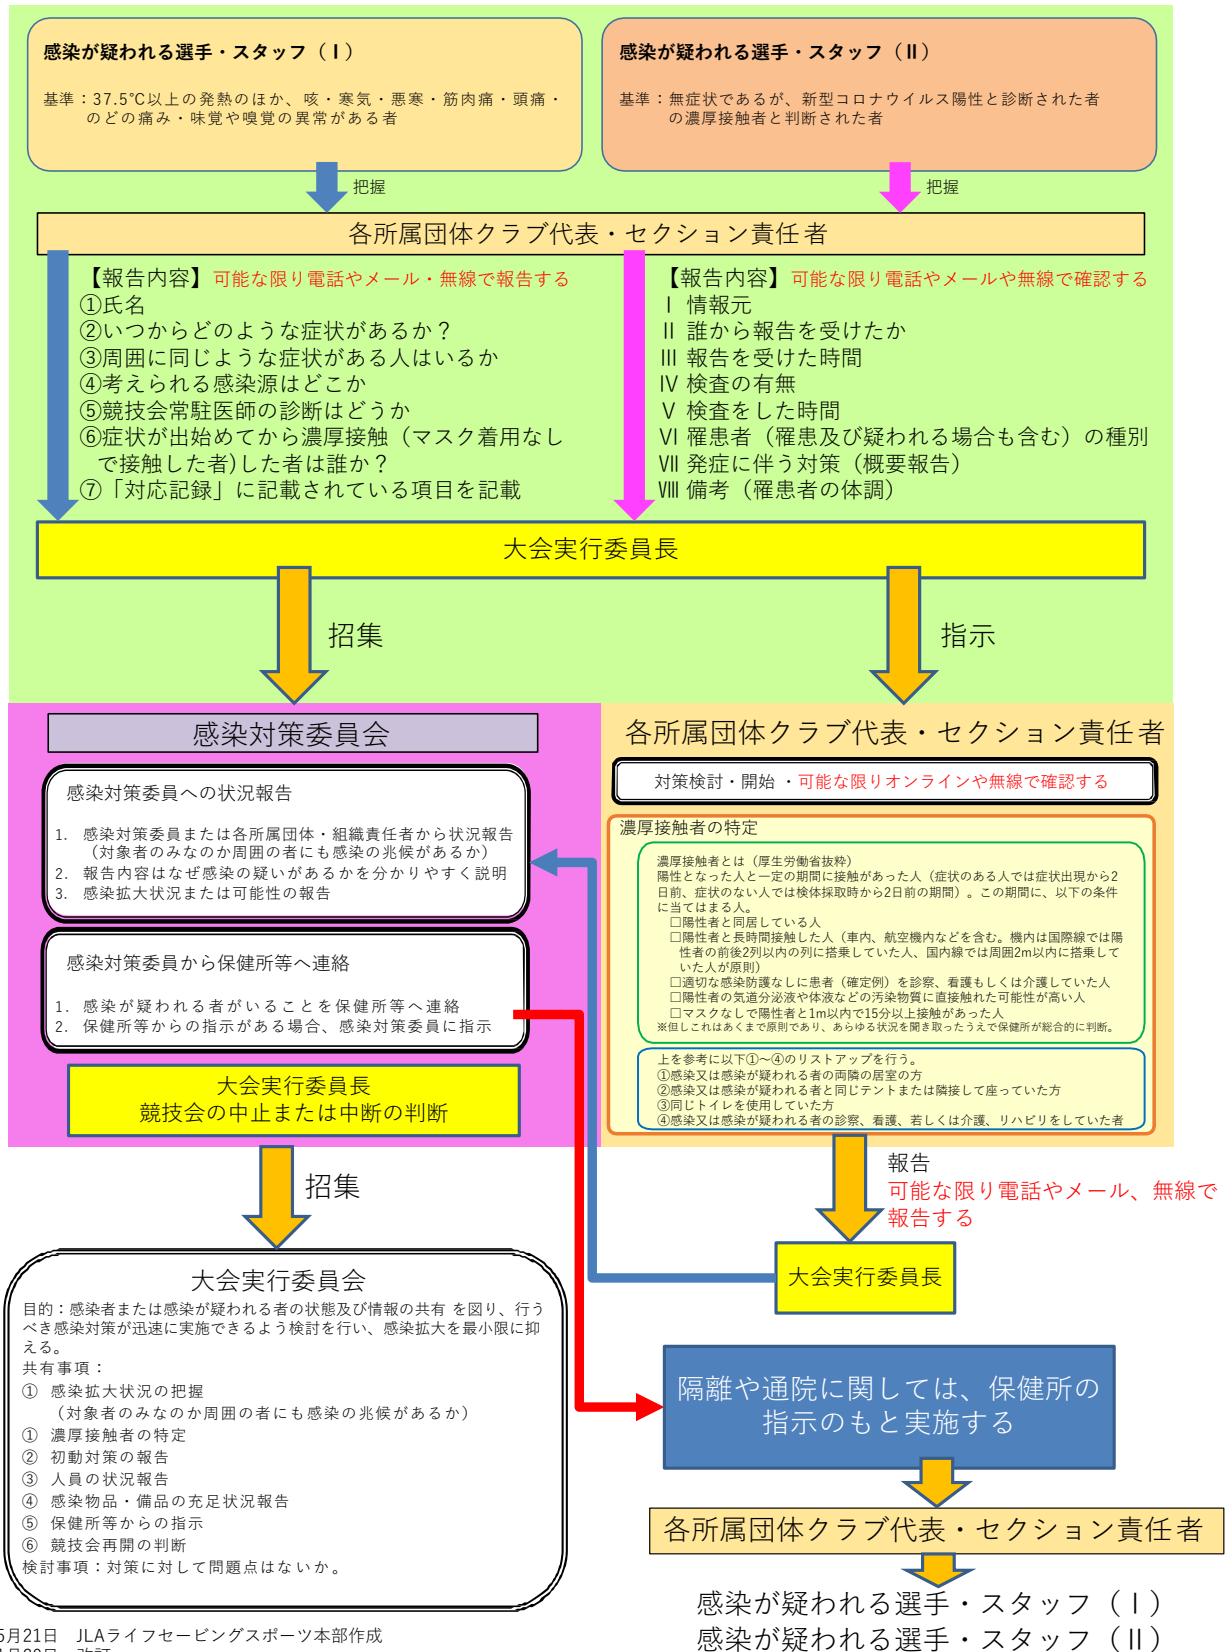 感染が疑われる選手・スタッフ（Ⅰ）
基準：37.5℃以上の発熱のほか、咳・寒気・悪寒・筋肉痛・頭痛・
のどの痛み・味覚や嗅覚の異常がある者
感染が疑われる選手・スタッフ（Ⅱ）
基準：無症状であるが、新型コロナウイルス陽性と診断された者
の濃厚接触者と判断された者
把握
把握
各所属団体クラブ代表・セクション責任者
【報告内容】可能な限り電話やメール・無線で報告する
①氏名
②いつからどのような症状があるか？
③周囲に同じような症状がある人はいるか
④考えられる感染源はどこか
⑤競技会常駐医師の診断はどうか
⑥症状が出始めてから濃厚接触（マスク着用なし
で接触した者)した者は誰か？
⑦「対応記録」に記載されている項目を記載
【報告内容】可能な限り電話やメールや無線で確認する
Ⅰ 情報元
Ⅱ 誰から報告を受けたか
Ⅲ 報告を受けた時間
Ⅳ 検査の有無
Ⅴ 検査をした時間
Ⅵ 罹患者（罹患及び疑われる場合も含む）の種別
Ⅶ 発症に伴う対策（概要報告）
Ⅷ 備考（罹患者の体調）
大会実行委員長
招集
指示
感染対策委員会
感染対策委員への状況報告
1. 感染対策委員または各所属団体・組織責任者から状況報告
（対象者のみなのか周囲の者にも感染の兆候があるか）
2. 報告内容はなぜ感染の疑いがあるかを分かりやすく説明
3. 感染拡大状況または可能性の報告
感染対策委員から保健所等へ連絡
1. 感染が疑われる者がいることを保健所等へ連絡
2. 保健所等からの指示がある場合、感染対策委員に指示
大会実行委員長
競技会の中止または中断の判断
各所属団体クラブ代表・セクション責任者
対策検討・開始 ・可能な限りオンラインや無線で確認する
濃厚接触者の特定
濃厚接触者とは（厚生労働省抜粋）
陽性となった人と一定の期間に接触があった人（症状のある人では症状出現から2
日前、症状のない人では検体採取時から2日前の期間）。この期間に、以下の条件
に当てはまる人。
□陽性者と同居している人
□陽性者と長時間接触した人（車内、航空機内などを含む。機内は国際線では陽
性者の前後2列以内の列に搭乗していた人、国内線では周囲2m以内に搭乗して
いた人が原則）
□適切な感染防護なしに患者（確定例）を診察、看護もしくは介護していた人
□陽性者の気道分泌液や体液などの汚染物質に直接触れた可能性が高い人
□マスクなしで陽性者と1m以内で15分以上接触があった人
※但しこれはあくまで原則であり、あらゆる状況を聞き取ったうえで保健所が総合的に判断。
上を参考に以下①～④のリストアップを行う。
①感染又は感染が疑われる者の両隣の居室の方
②感染又は感染が疑われる者と同じテントまたは隣接して座っていた方
③同じトイレを使用していた方
④感染又は感染が疑われる者の診察、看護、若しくは介護、リハビリをしていた者
招集
報告
可能な限り電話やメール、無線で
報告する
大会実行委員長
大会実行委員会
目的：感染者または感染が疑われる者の状態及び情報の共有 を図り、行う
べき感染対策が迅速に実施できるよう検討を行い、感染拡大を最小限に抑
える。
共有事項：
① 感染拡大状況の把握
（対象者のみなのか周囲の者にも感染の兆候があるか）
① 濃厚接触者の特定
② 初動対策の報告
③ 人員の状況報告
④ 感染物品・備品の充足状況報告
⑤ 保健所等からの指示
⑥ 競技会再開の判断
検討事項：対策に対して問題点はないか。
隔離や通院に関しては、保健所の
指示のもと実施する
各所属団体クラブ代表・セクション責任者
感染が疑われる選手・スタッフ（Ⅰ）
感染が疑われる選手・スタッフ（Ⅱ）
5月21日 JLAライフセービングスポーツ本部作成